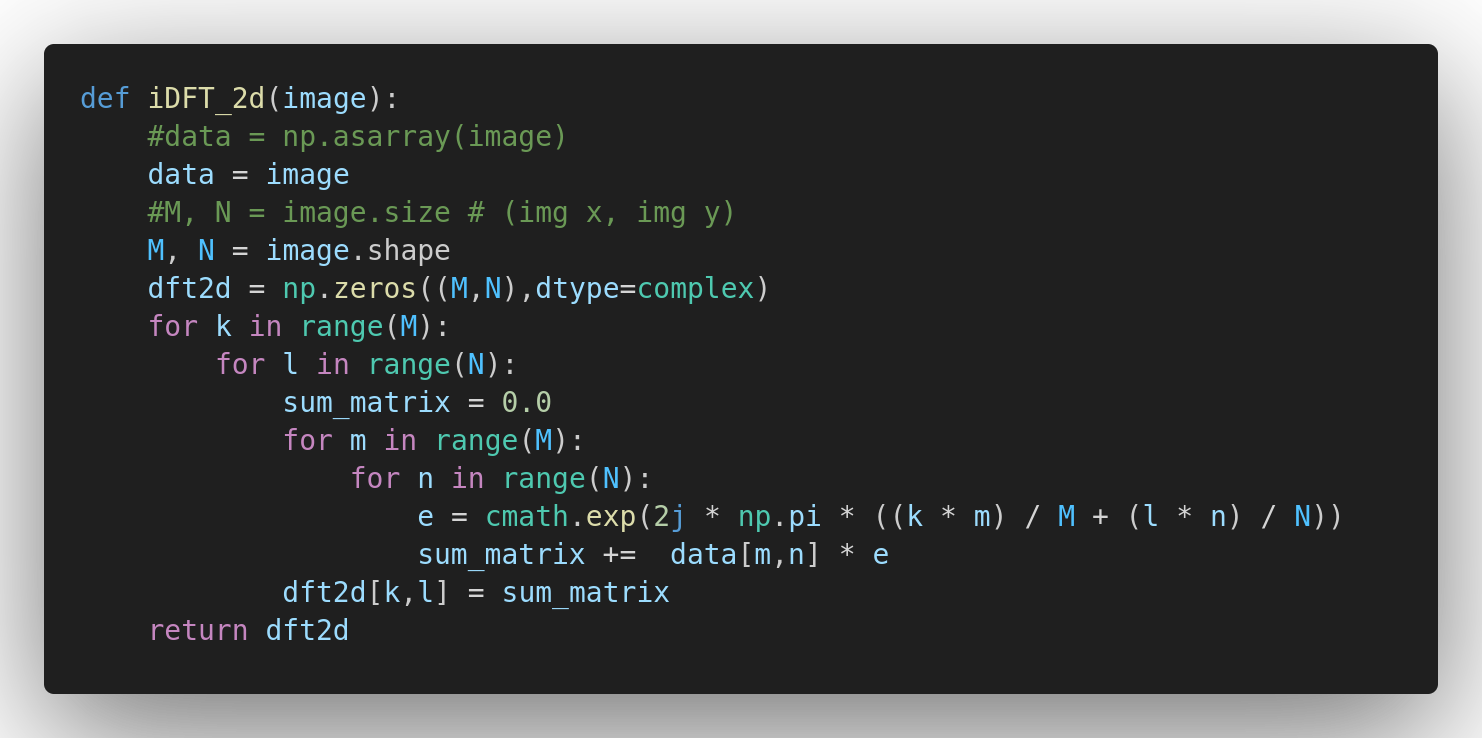 def iDFT_2d(image):
    #data = np.asarray(image)
    data = image
    #M, N = image.size # (img x, img y)
    M, N = image.shape
    dft2d = np.zeros((M,N),dtype=complex)
    for k in range(M):
        for l in range(N):
            sum_matrix = 0.0
            for m in range(M):
                for n in range(N):
                    e = cmath.exp(2j * np.pi * ((k * m) / M + (l * n) / N))
                    sum_matrix +=  data[m,n] * e
            dft2d[k,l] = sum_matrix
    return dft2d